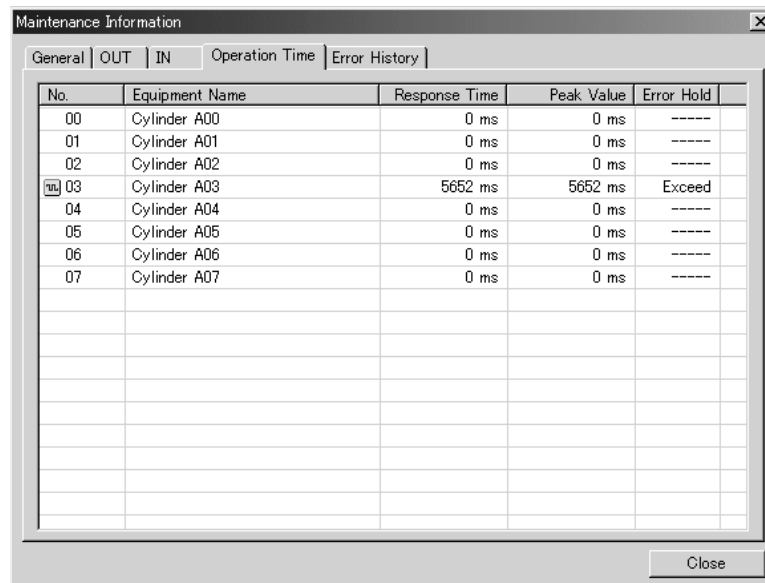 Maintenance Information
General OUT IN Operation Time Error History
No. Equipment Name Response Time Peak Value Error Hold
00 Cylinder A00 0 ms 0 ms -----
01 Cylinder A01 0 ms 0 ms -----
02 Cylinder A02 0 ms 0 ms -----
03 Cylinder A03 5652 ms 5652 ms Exceed
04 Cylinder A04 0 ms 0 ms -----
05 Cylinder A05 0 ms 0 ms -----
06 Cylinder A06 0 ms 0 ms -----
07 Cylinder A07 0 ms 0 ms -----
Close